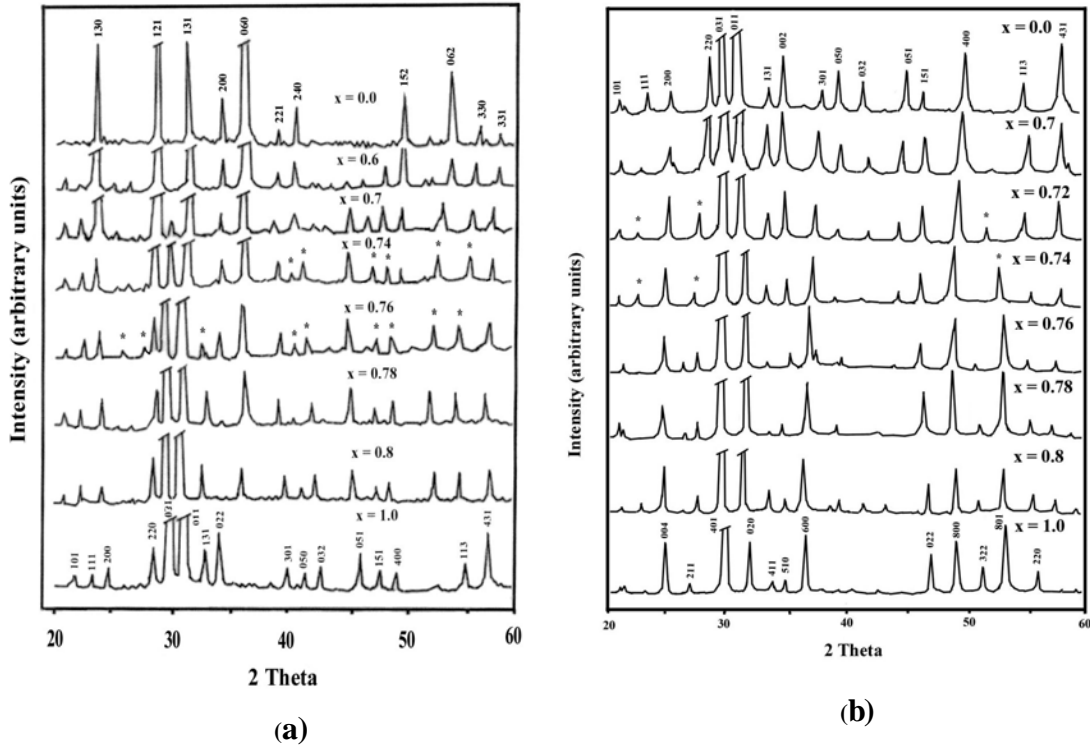 130
121
131
060
200
221
240
152
062
330
331
x = 0.0
x = 0.6
x = 0.7
x = 0.74
* * * * * *
x = 0.76
* * * * * * * * *
x = 0.78
x = 0.8
x = 1.0
101
111
200
220
011
131
022
301
050
032
051
151
400
113
431
Intensity (arbitrary units)
20 30 40 50 60
2 Theta
(a)
101
111
200
220
031
011
131
002
301
050
032
051
151
400
113
431
x = 0.0
x = 0.7
x = 0.72
* * *
x = 0.74
* * *
x = 0.76
x = 0.78
x = 0.8
x = 1.0
004
211
401
020
411
510
600
022
800
322
801
220
Intensity (arbitrary units)
20 30 40 50 60
2 Theta
(b)